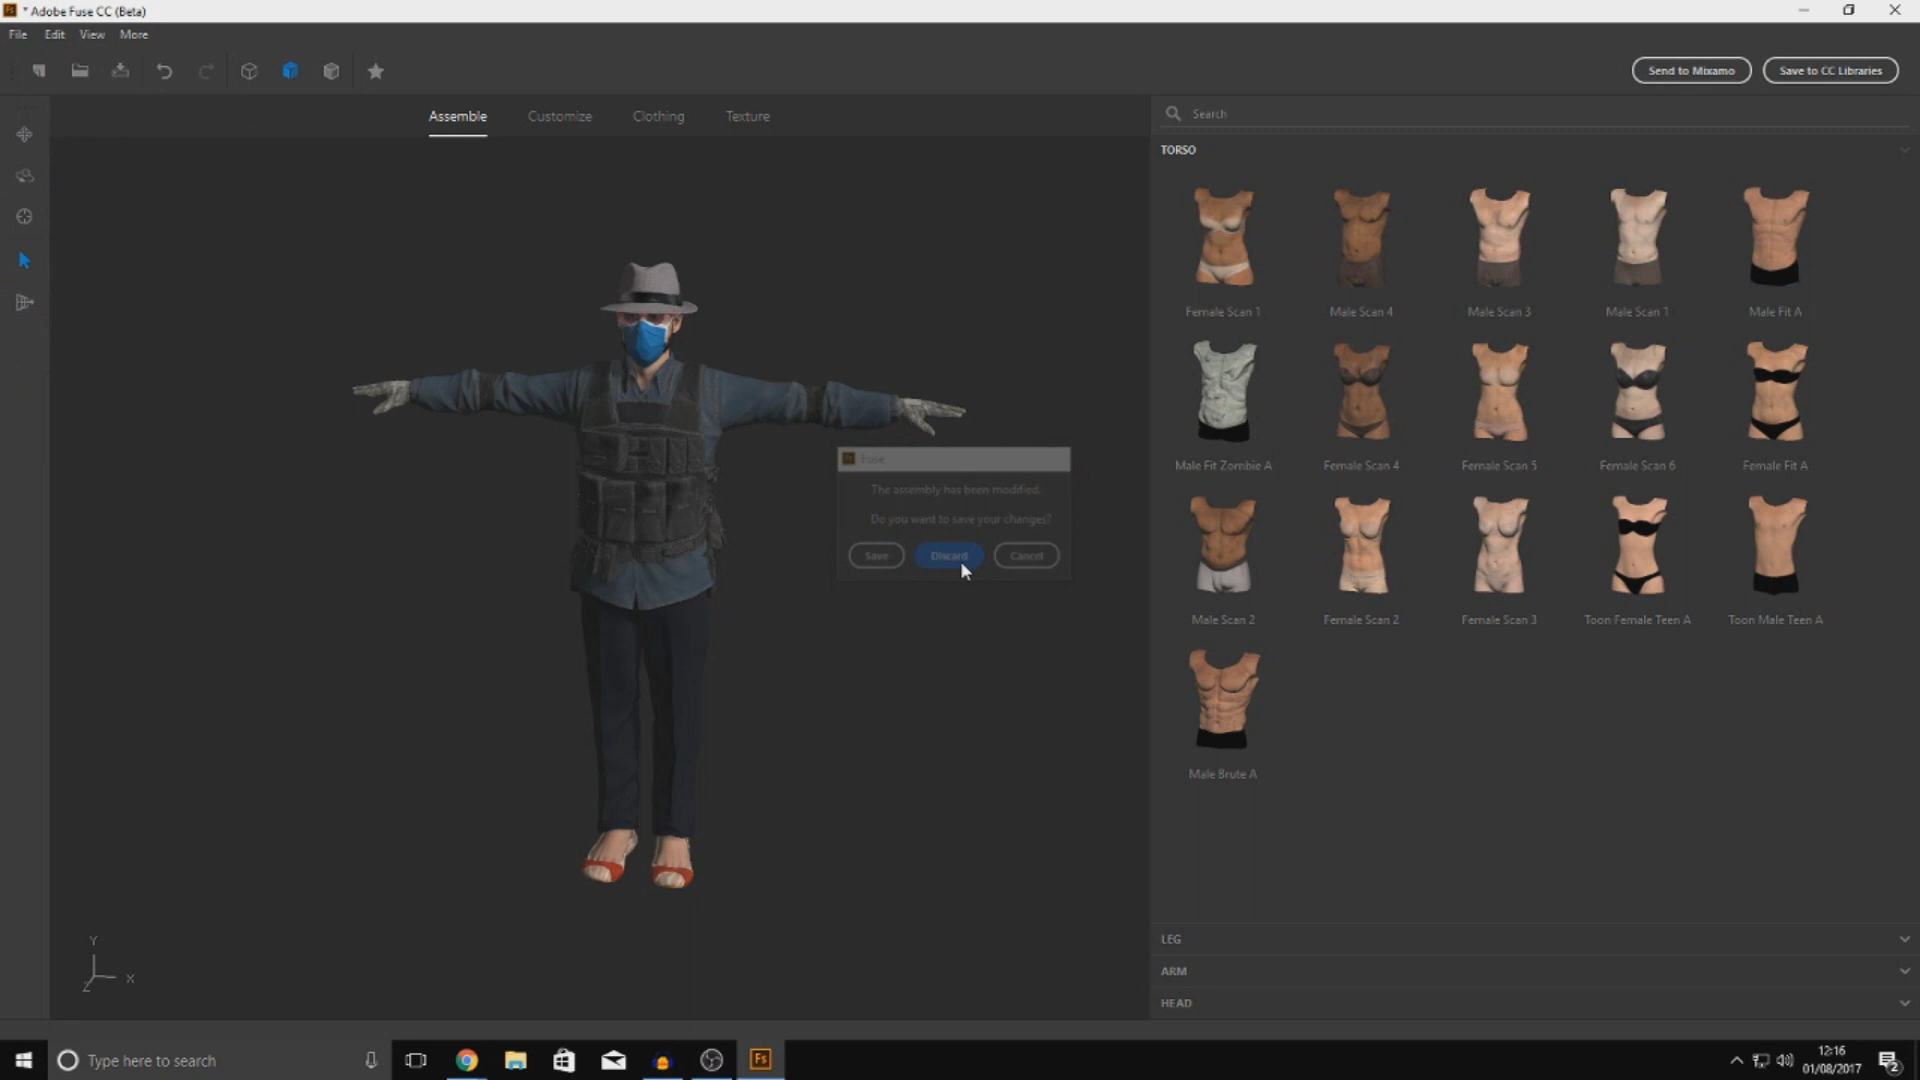 * Adobe Fuse CC (Beta)
File Edit View More
Send to Mixamo
Save to CC Libraries
Assemble Customize Clothing Texture
Search
TORSO
Female Scan 1
Male Scan 4
Male Scan 3
Male Scan 1
Male Fit A
Male Fit Zombie A
Female Scan 4
Female Scan 5
Female Scan 6
Female Fit A
Fuse
The assembly has been modified.
Do you want to save your changes?
Save
Discard
Cancel
Male Scan 2
Female Scan 2
Female Scan 3
Toon Female Teen A
Toon Male Teen A
Male Brute A
LEG
ARM
HEAD
Y
X
Z
Type here to search
Fs
12:16
01/08/2017
2